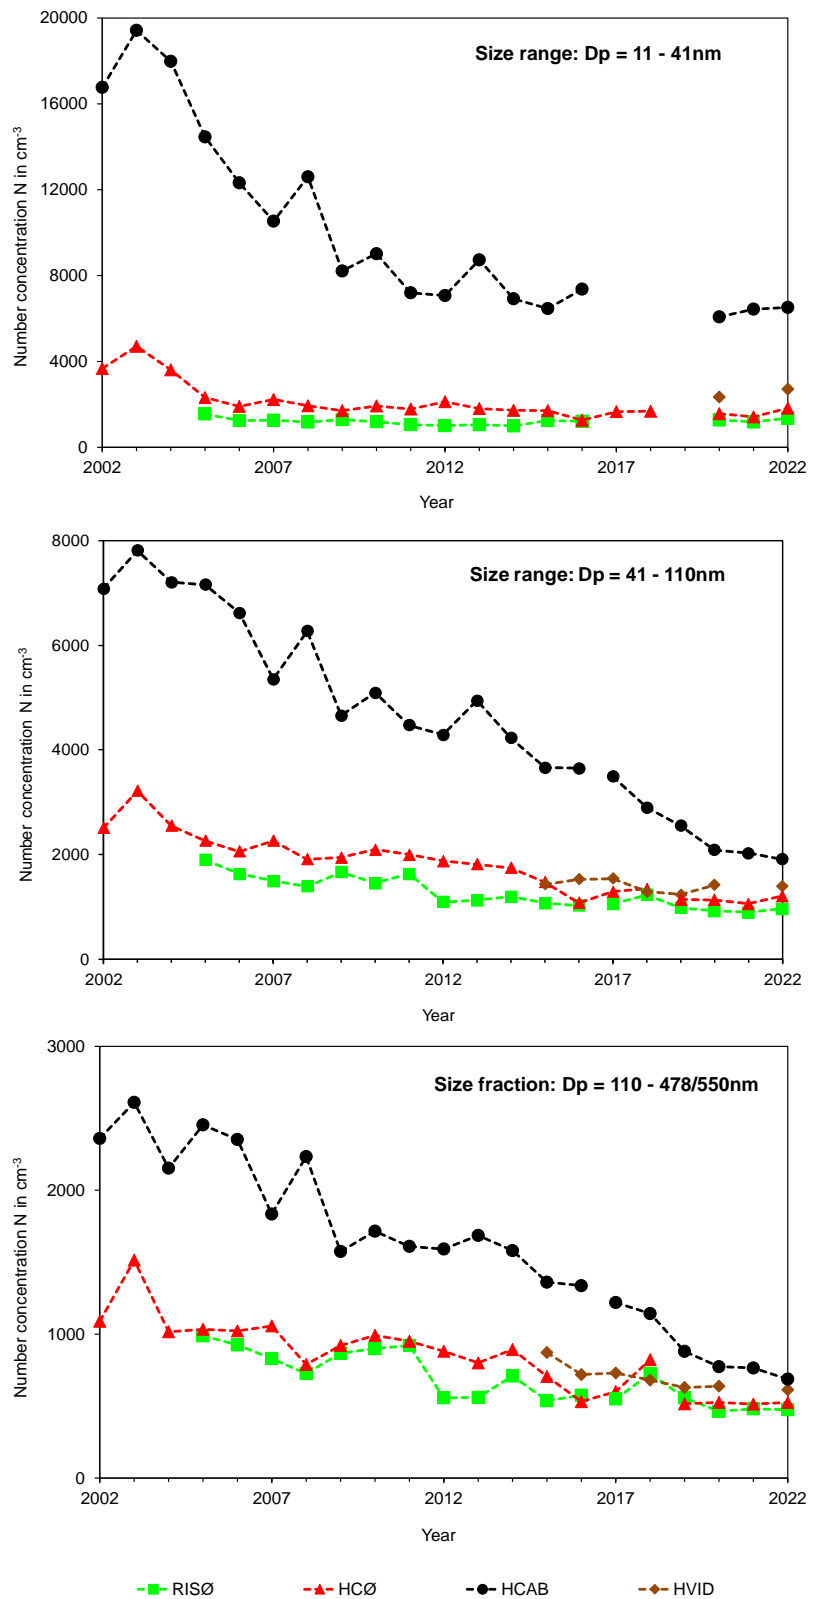 Size range: Dp = 11 - 41nm
Number concentration N in cm-3
20000
16000
12000
8000
4000
0
2002
2007
2012
2017
2022
Year
Size range: Dp = 41 - 110nm
Number concentration N in cm-3
8000
6000
4000
2000
0
2002
2007
2012
2017
2022
Year
Size fraction: Dp = 110 - 478/550nm
Number concentration N in cm-3
3000
2000
1000
0
2002
2007
2012
2017
2022
Year
RISØ
HCØ
HCAB
HVID